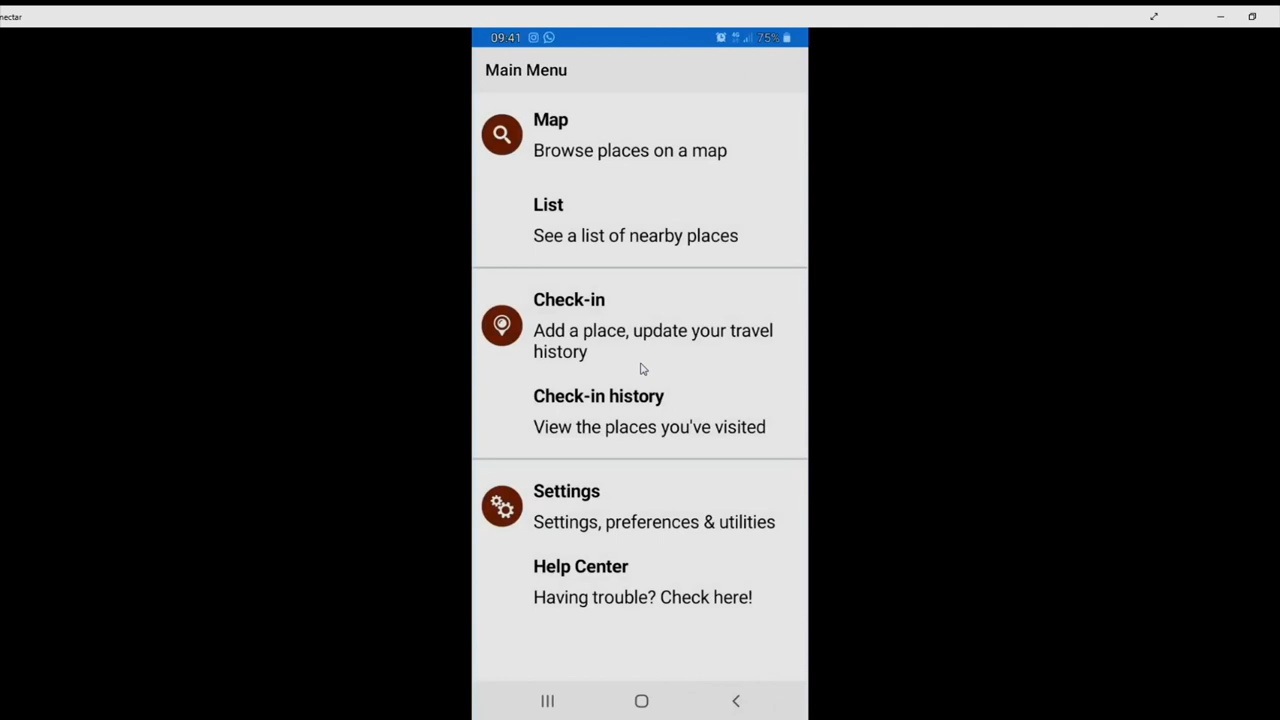 nectar
09:41 75%
Main Menu
Map
Browse places on a map
List
See a list of nearby places
Check-in
Add a place, update your travel
history
Check-in history
View the places you've visited
Settings
Settings, preferences & utilities
Help Center
Having trouble? Check here!